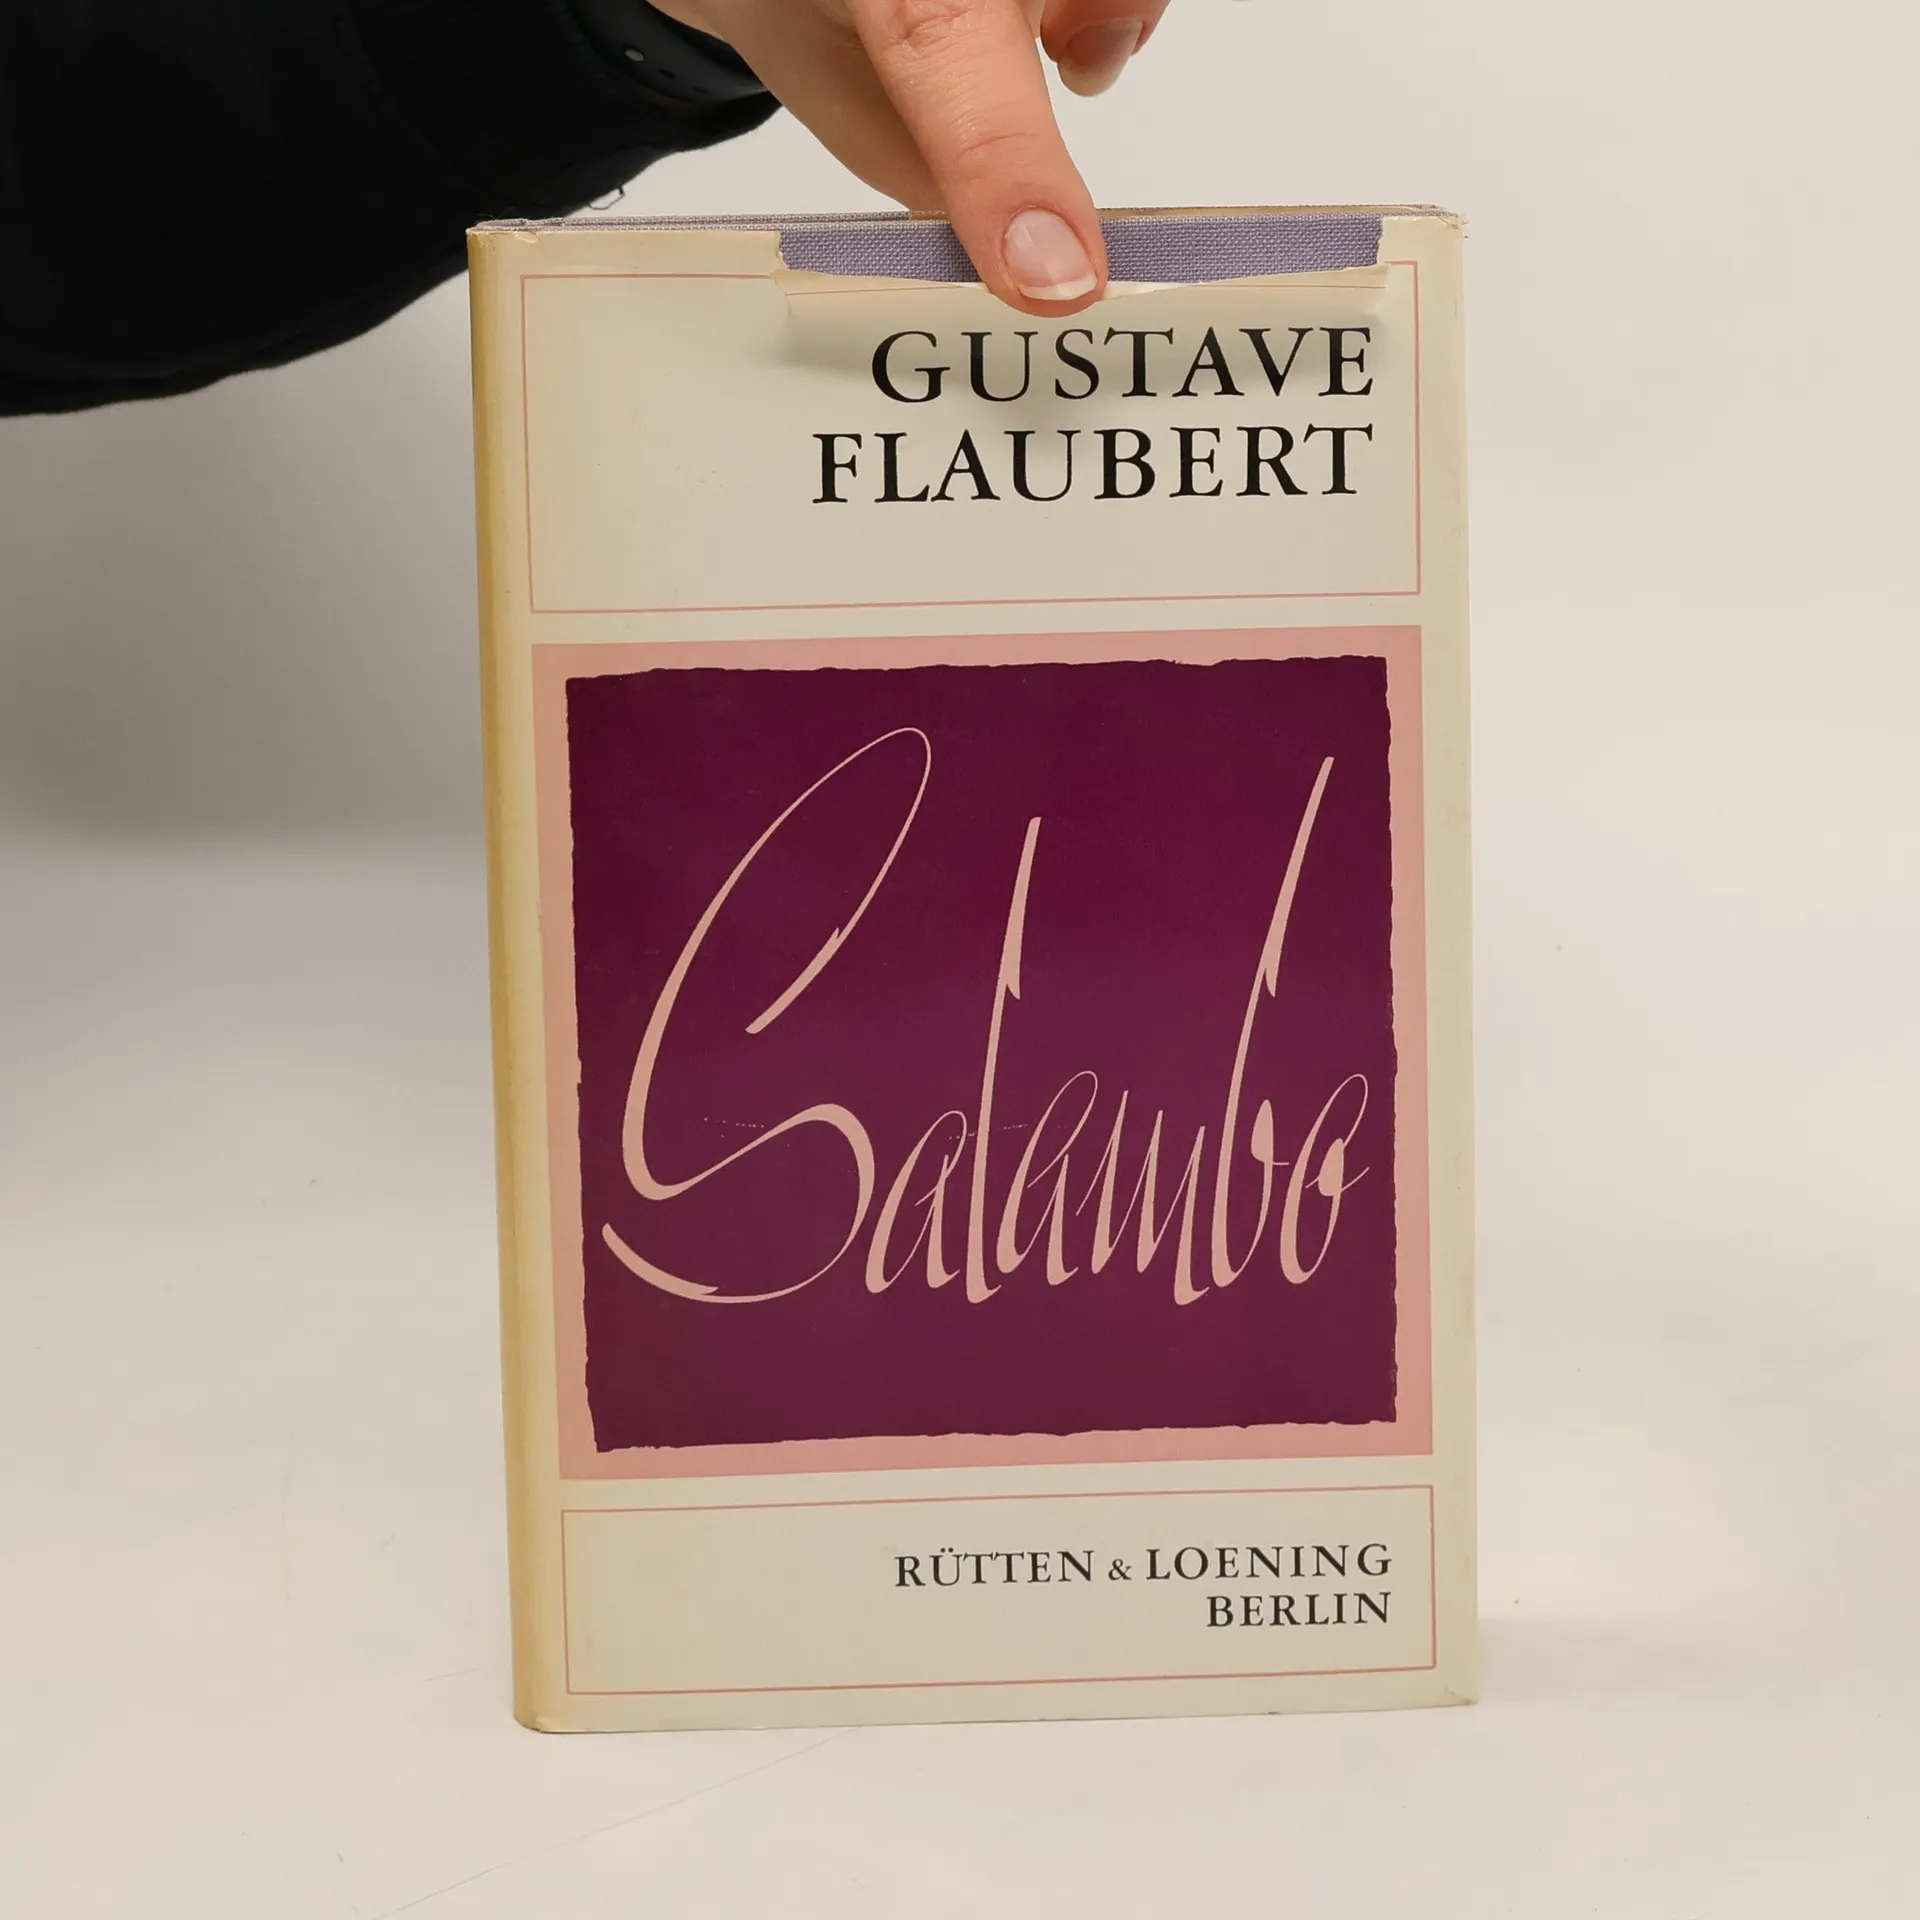 GUSTAVE
FLAUBERT
Salambo
RÜTTEN & LOENING
BERLIN